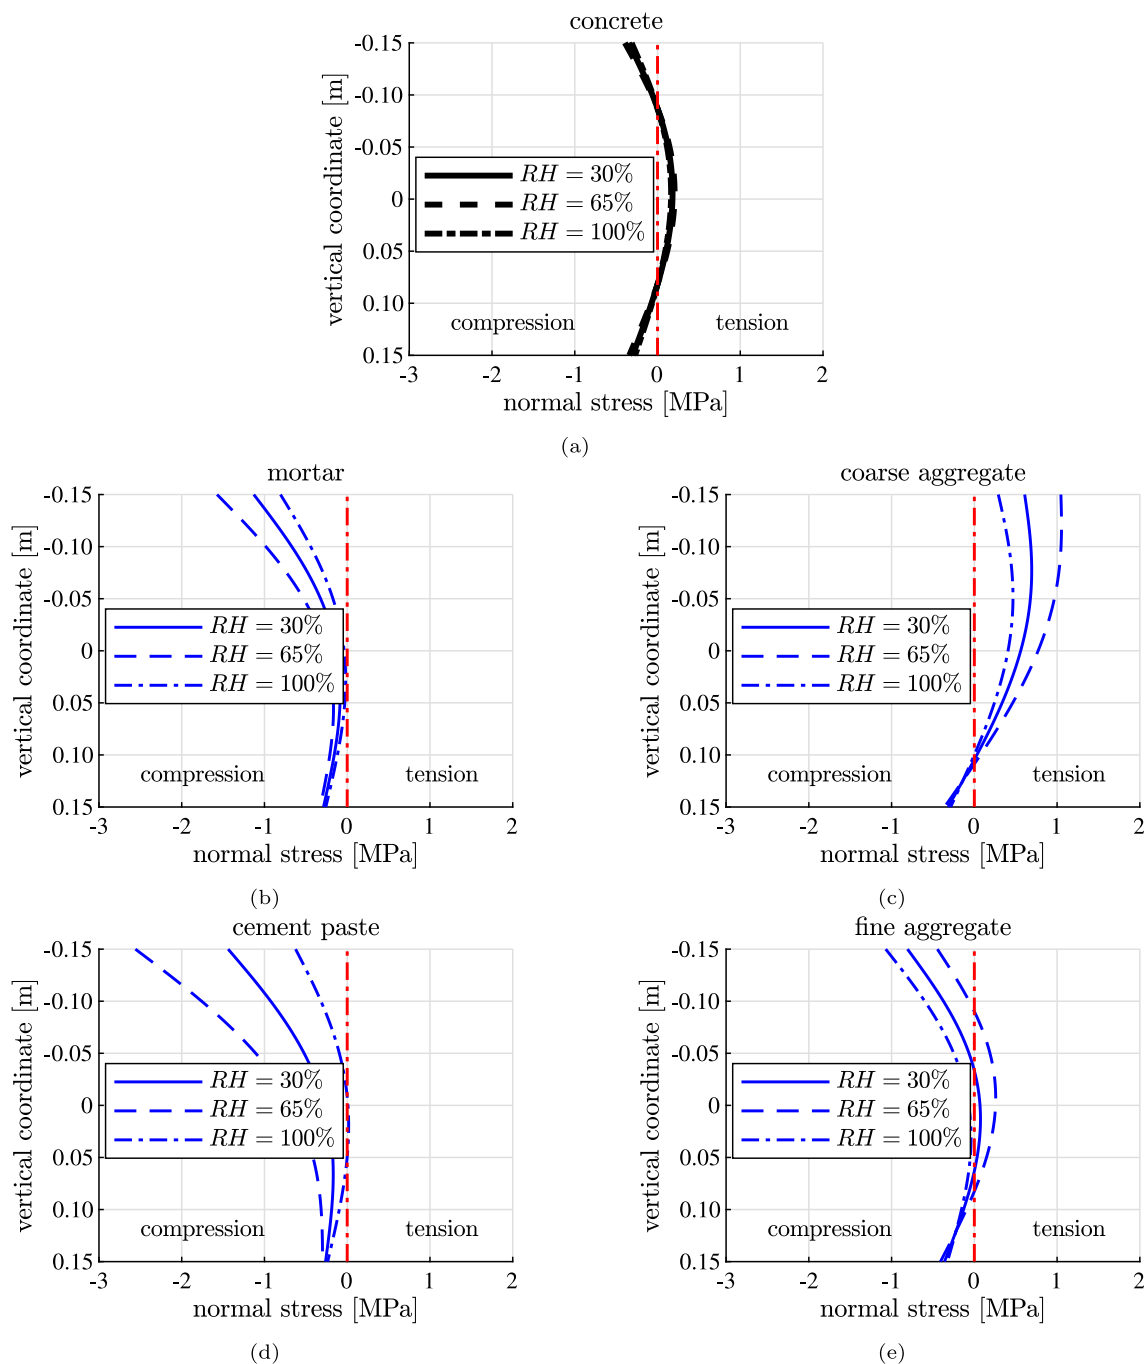 concrete
vertical coordinate [m]
-0.15
-0.10
-0.05
0
0.05
0.10
0.15
RH = 30%
RH = 65%
RH = 100%
compression
tension
-3 -2 -1 0 1 2
normal stress [MPa]
(a)
mortar
vertical coordinate [m]
-0.15
-0.10
-0.05
0
0.05
0.10
0.15
RH = 30%
RH = 65%
RH = 100%
compression
tension
-3 -2 -1 0 1 2
normal stress [MPa]
(b)
coarse aggregate
vertical coordinate [m]
-0.15
-0.10
-0.05
0
0.05
0.10
0.15
RH = 30%
RH = 65%
RH = 100%
compression
tension
-3 -2 -1 0 1 2
normal stress [MPa]
(c)
cement paste
vertical coordinate [m]
-0.15
-0.10
-0.05
0
0.05
0.10
0.15
RH = 30%
RH = 65%
RH = 100%
compression
tension
-3 -2 -1 0 1 2
normal stress [MPa]
(d)
fine aggregate
vertical coordinate [m]
-0.15
-0.10
-0.05
0
0.05
0.10
0.15
RH = 30%
RH = 65%
RH = 100%
compression
tension
-3 -2 -1 0 1 2
normal stress [MPa]
(e)